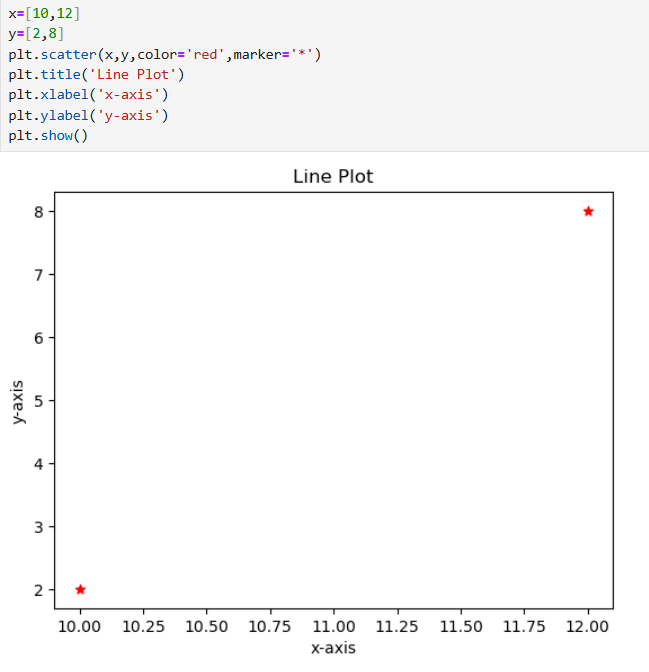 x=[10,12]
y=[2,8]
plt.scatter(x,y,color='red',marker='*')
plt.title('Line Plot')
plt.xlabel('x-axis')
plt.ylabel('y-axis')
plt.show()
Line Plot
8
7
6
5
4
3
2
y-axis
10.00 10.25 10.50 10.75 11.00 11.25 11.50 11.75 12.00
x-axis